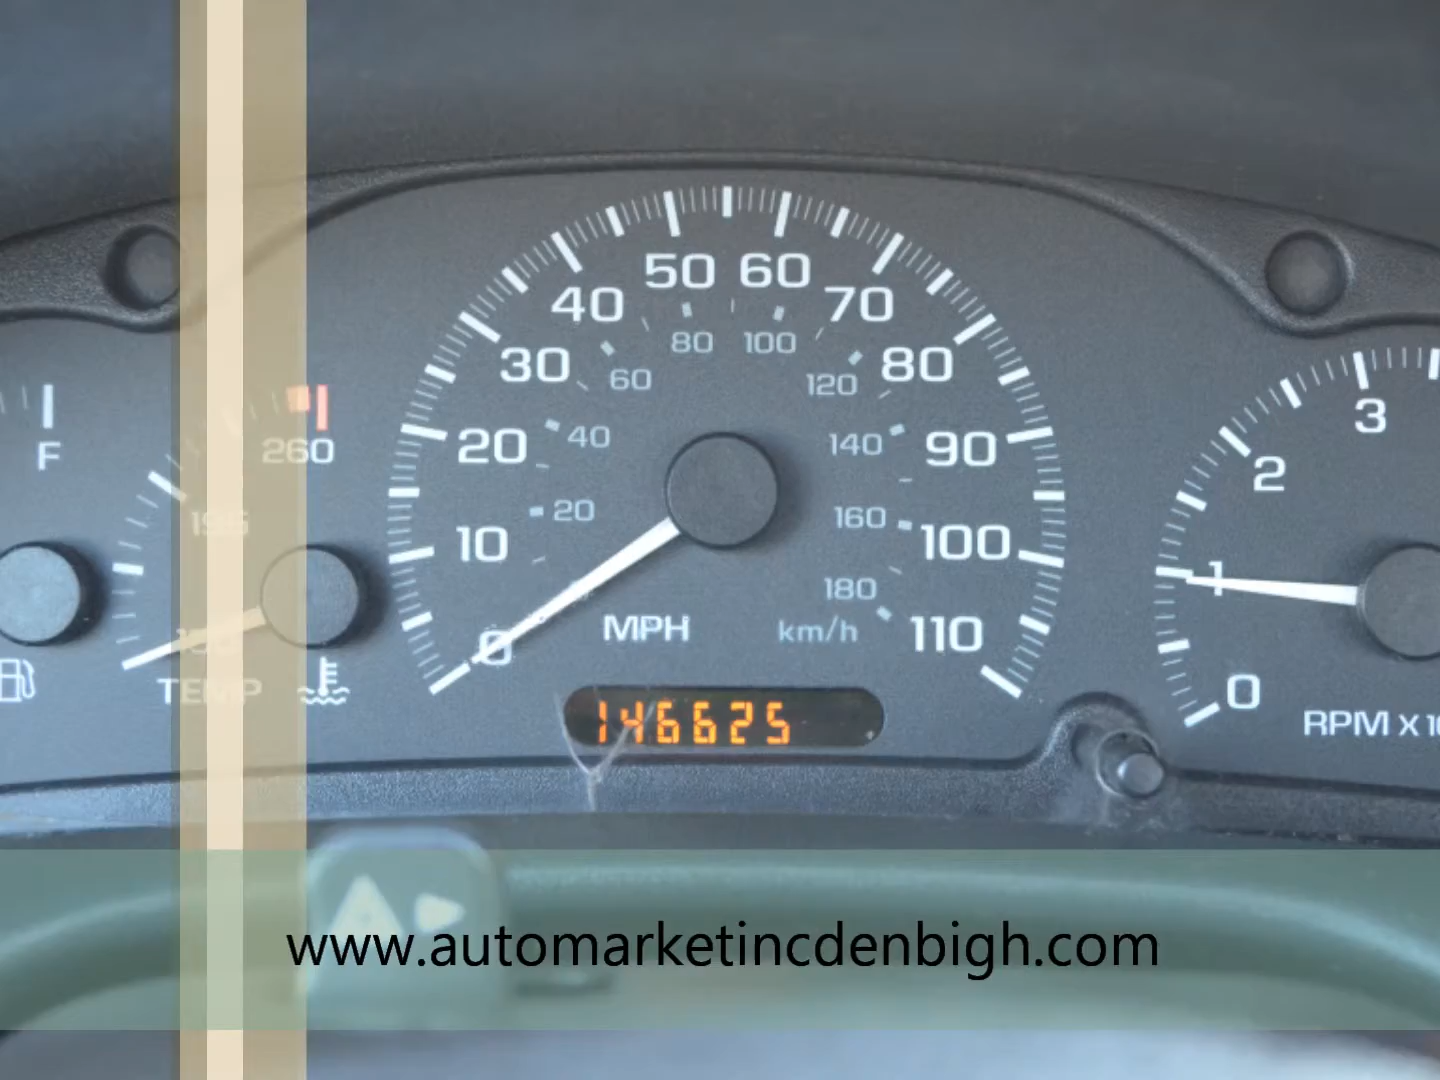 50 60
40 70
80 100
30 60 120 80
F 260 20 40 140 90
195
10 20 160 100
180
0 MPH km/h 110
TEMP
146625
3
2
1
0
RPM X
www.automarketincdenbigh.com